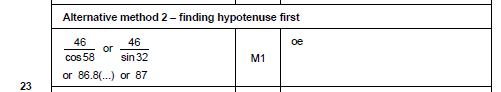 Alternative method 2 – finding hypotenuse first
46/cos 58 or 46/sin 32
M1
oe
or 86.8(...) or 87
23